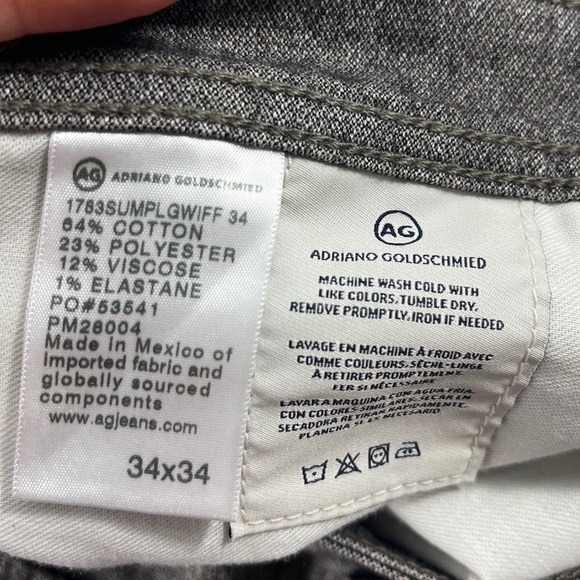 AG ADRIANO GOLDSCHMIED
1783SUMPLGWIFF 34
64% COTTON
23% POLYESTER
12% VISCOSE
1% ELASTANE
PO#53541
PM28004
Made in Mexico of
imported fabric and
globally sourced
components
www.agjeans.com
34x34
AG
ADRIANO GOLDSCHMIED
MACHINE WASH COLD WITH
LIKE COLORS. TUMBLE DRY.
REMOVE PROMPTLY. IRON IF NEEDED
LAVAGE EN MACHINE À FROID AVEC
COMME COULEURS. SÈCHE-LINGE
À RETIRER PROMPTEMENT.
FER SI NÉCESSAIRE
LAVAR A MAQUINA CON AGUA FRIA.
CON COLORES SIMILARES. SECAR EN
SECADORA RETIRAR RAPIDAMENTE.
PLANCHA SI ES NECESARIO.